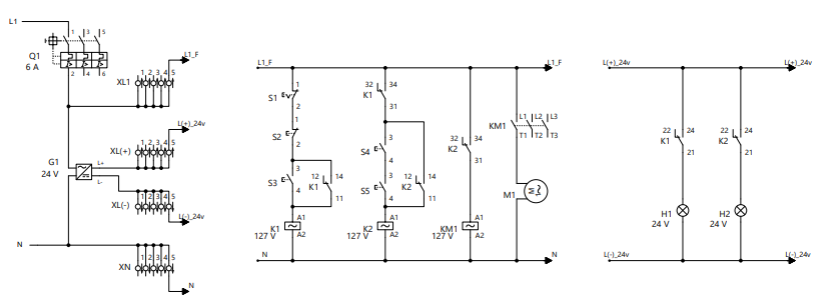 L1
1 3 5
Q1
6 A
2 4 6
L1_F
1 2 3 4 5
XL1
L(+)_24v
1 2 3 4 5
XL(+)
G1
24 V
L+
L-
1 2 3 4 5
XL(-)
L(-)_24v
N
1 2 3 4 5
XN
N
L1_F
L1_F
1
S1
2
1
S2
2
3
S3
4
12 14
K1
11
K1
127 V
A1
A2
32 34
K1
31
3
S4
4
3
S5
4
12 14
K2
11
K2
127 V
A1
A2
32 34
K2
31
KM1
127 V
A1
A2
KM1
L1 L2 L3
T1 T2 T3
M1
M
N
N
L(+)_24v
L(+)_24v
22 24
K1
21
22 24
K2
21
H1
24 V
H2
24 V
L(-)_24v
L(-)_24v